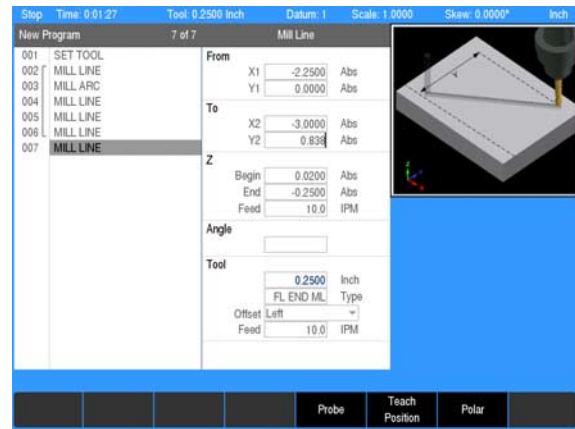 Stop Time: 0:01:27 Tool: 0.2500 Inch Datum: 1 Scale: 1.0000 Skew: 0.0000° Inch
New Program 7 of 7 Mill Line
001 SET TOOL
002 MILL LINE
003 MILL ARC
004 MILL LINE
005 MILL LINE
006 MILL LINE
007 MILL LINE
From
X1 -2.2500 Abs
Y1 0.0000 Abs
To
X2 -3.0000 Abs
Y2 0.838 Abs
Z
Begin 0.0200 Abs
End -0.2500 Abs
Feed 10.0 IPM
Angle
Tool
0.2500 Inch
FL END ML Type
Offset Left
Feed 10.0 IPM
Probe
Teach Position
Polar